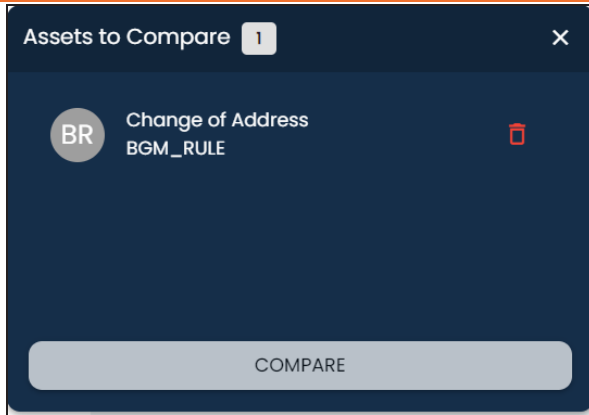 Assets to Compare 1
BR
Change of Address
BGM_RULE
COMPARE